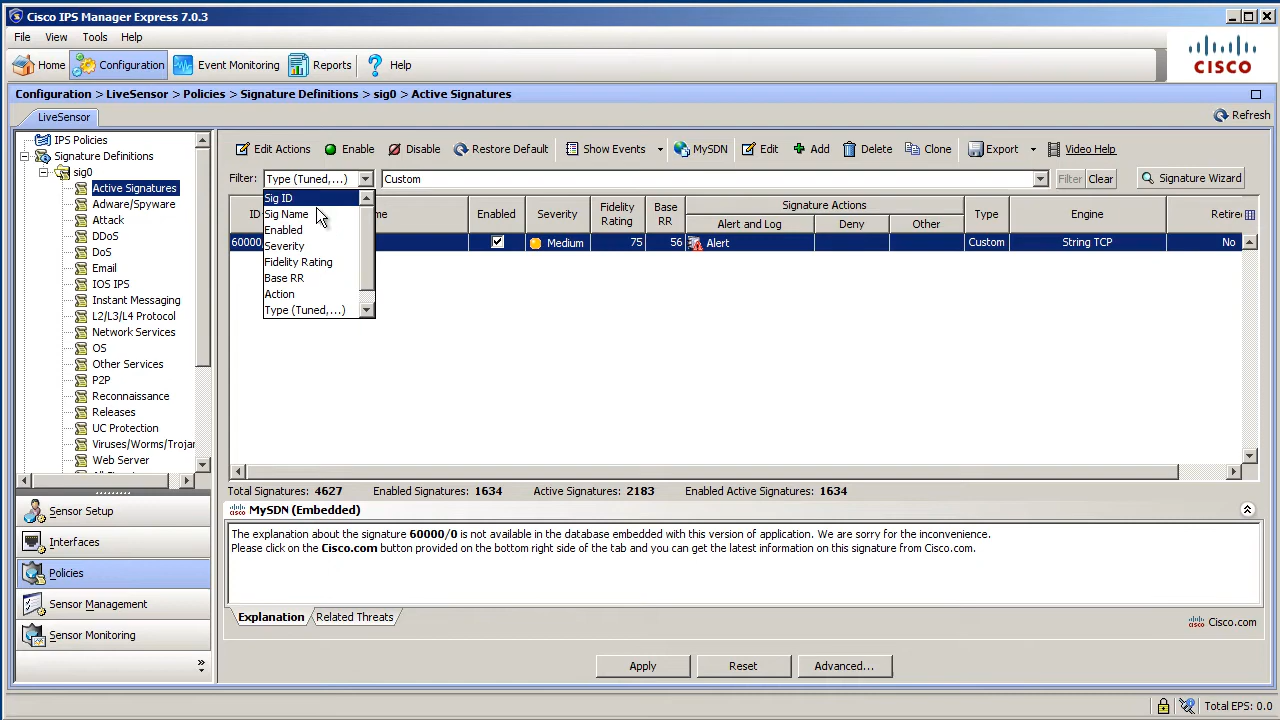 Cisco IPS Manager Express 7.0.3
File View Tools Help
Home Configuration Event Monitoring Reports Help
CISCO
Configuration > LiveSensor > Policies > Signature Definitions > sig0 > Active Signatures
LiveSensor
Refresh
IPS Policies
Signature Definitions
sig0
Active Signatures
Adware/Spyware
Attack
DDoS
DoS
Email
IOS IPS
Instant Messaging
L2/L3/L4 Protocol
Network Services
OS
Other Services
P2P
Reconnaissance
Releases
UC Protection
Viruses/Worms/Trojan
Web Server
Sensor Setup
Interfaces
Policies
Sensor Management
Sensor Monitoring
Edit Actions Enable Disable Restore Default Show Events MySDN Edit Add Delete Clone Export Video Help
Filter: Type (Tuned,...) Custom Filter Clear Signature Wizard
Sig ID
Sig Name
Enabled
Severity
Fidelity Rating
Base RR
Action
Type (Tuned,...)
ID me Enabled Severity Fidelity Rating Base RR Signature Actions Type Engine Retired
Alert and Log Deny Other
60000 Medium 75 56 Alert Custom String TCP No
Total Signatures: 4627 Enabled Signatures: 1634 Active Signatures: 2183 Enabled Active Signatures: 1634
MySDN (Embedded)
The explanation about the signature 60000/0 is not available in the database embedded with this version of application. We are sorry for the inconvenience.
Please click on the Cisco.com button provided on the bottom right side of the tab and you can get the latest information on this signature from Cisco.com.
Explanation Related Threats
Cisco.com
Apply Reset Advanced...
Total EPS: 0.0